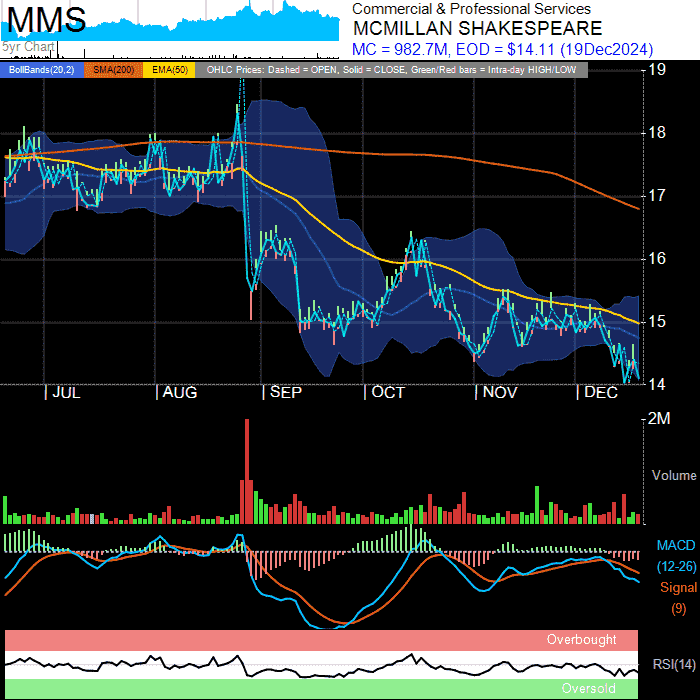 MMS
Commercial & Professional Services
MCMILLAN SHAKESPEARE
MC = 982.7M, EOD = $14.11 (19Dec2024)
5yr Chart
BollBands(20,2) SMA(200) EMA(50) OHLC Prices: Dashed = OPEN, Solid = CLOSE, Green/Red bars = Intra-day HIGH/LOW
19
18
17
16
15
14
JUL AUG SEP OCT NOV DEC
2M
Volume
MACD
(12-26)
Signal
(9)
Overbought
RSI(14)
Oversold